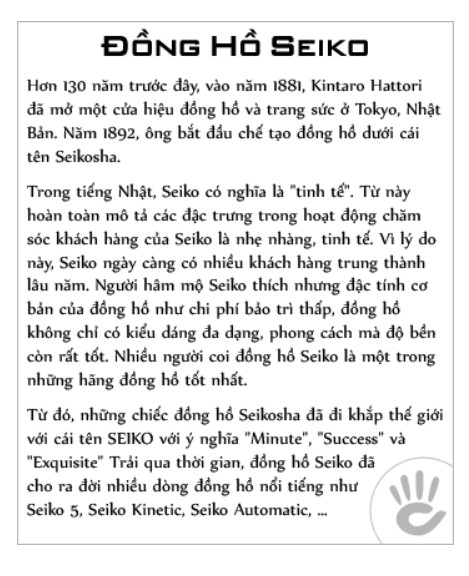 Đồng Hồ Seiko
Hơn 130 năm trước đây, vào năm 1881, Kintaro Hattori
đã mở một cửa hiệu đồng hồ và trang sức ở Tokyo, Nhật
Bản. Năm 1892, ông bắt đầu chế tạo đồng hồ dưới cái
tên Seikosha.
Trong tiếng Nhật, Seiko có nghĩa là "tinh tế". Từ này
hoàn toàn mô tả các đặc trưng trong hoạt động chăm
sóc khách hàng của Seiko là nhẹ nhàng, tinh tế. Vì lý do
này, Seiko ngày càng có nhiều khách hàng trung thành
lâu năm. Người hâm mộ Seiko thích nhưng đặc tính cơ
bản của đồng hồ như chi phí bảo trì thấp, đồng hồ
không chỉ có kiểu dáng đa dạng, phong cách mà độ bền
còn rất tốt. Nhiều người coi đồng hồ Seiko là một trong
những hãng đồng hồ tốt nhất.
Từ đó, những chiếc đồng hồ Seikosha đã đi khắp thế giới
với cái tên SEIKO với ý nghĩa "Minute", "Success" và
"Exquisite" Trải qua thời gian, đồng hồ Seiko đã
cho ra đời nhiều dòng đồng hồ nổi tiếng như
Seiko 5, Seiko Kinetic, Seiko Automatic, ...